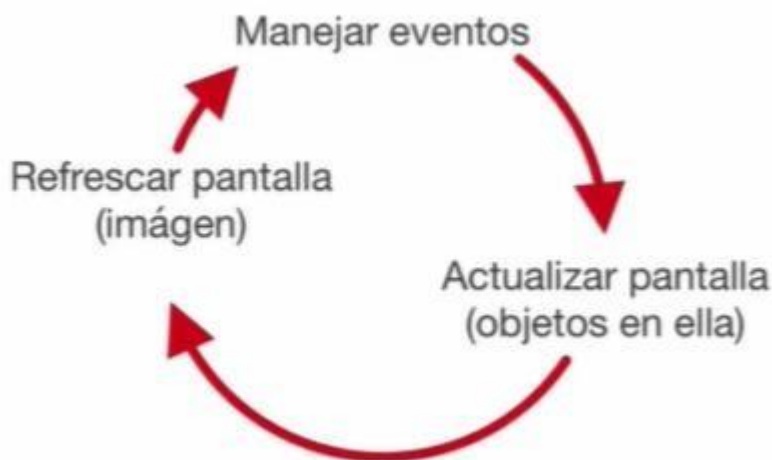 Manejar eventos
Refrescar pantalla
(imágen)
Actualizar pantalla
(objetos en ella)